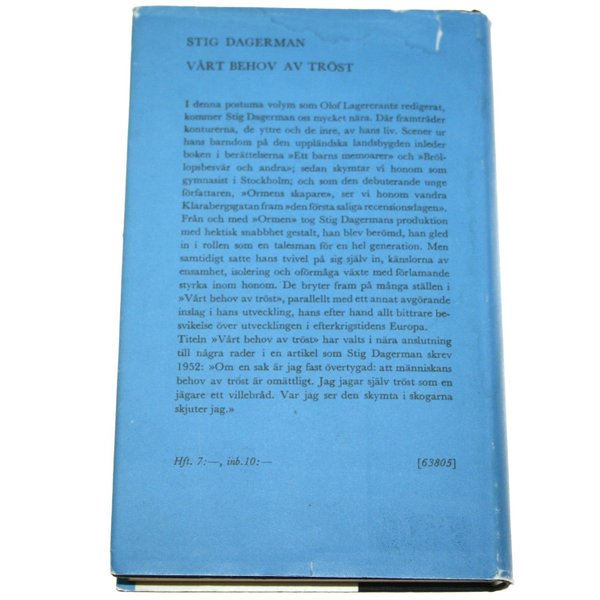 STIG DAGERMAN
VÅRT BEHOV AV TRÖST
I denna postuma volym som Olof Lagercrantz redigerat,
kommer Stig Dagerman oss mycket nära. Där framträder
konturerna, de yttre och de inre, av hans liv. Scener ur
hans barndom på den uppländska landsbygden inleder
boken i berättelserna »Ett barns memoarer» och »Bröl-
lopsbesvär och andra»; sedan skymtar vi honom som
gymnasist i Stockholm; och som den debuterande unge
författaren, »Ormens skapare», ser vi honom vandra
Klarabergsgatan fram »den första saliga recensionsdagen».
Från och med »Ormen» tog Stig Dagermans produktion
med hektisk snabbhet gestalt, han blev berömd, han gled
in i rollen som en talesman för en hel generation. Men
samtidigt satte hans tvivel på sig själv in, känslorna av
ensamhet, isolering och oförmåga växte med förlamande
styrka inom honom. De bryter fram på många ställen i
»Vårt behov av tröst», parallellt med ett annat avgörande
inslag i hans utveckling, hans efter hand allt bittrare be-
svikelse över utvecklingen i efterkrigstidens Europa.
Titeln »Vårt behov av tröst» har valts i nära anslutning
till några rader i en artikel som Stig Dagerman skrev
1952: »Om en sak är jag fast övertygad: att människans
behov av tröst är omättligt. Jag jagar själv tröst som en
jägare ett villebråd. Var jag ser den skymta i skogarna
skjuter jag.»
Hft. 7:—, inb. 10:— [63805]